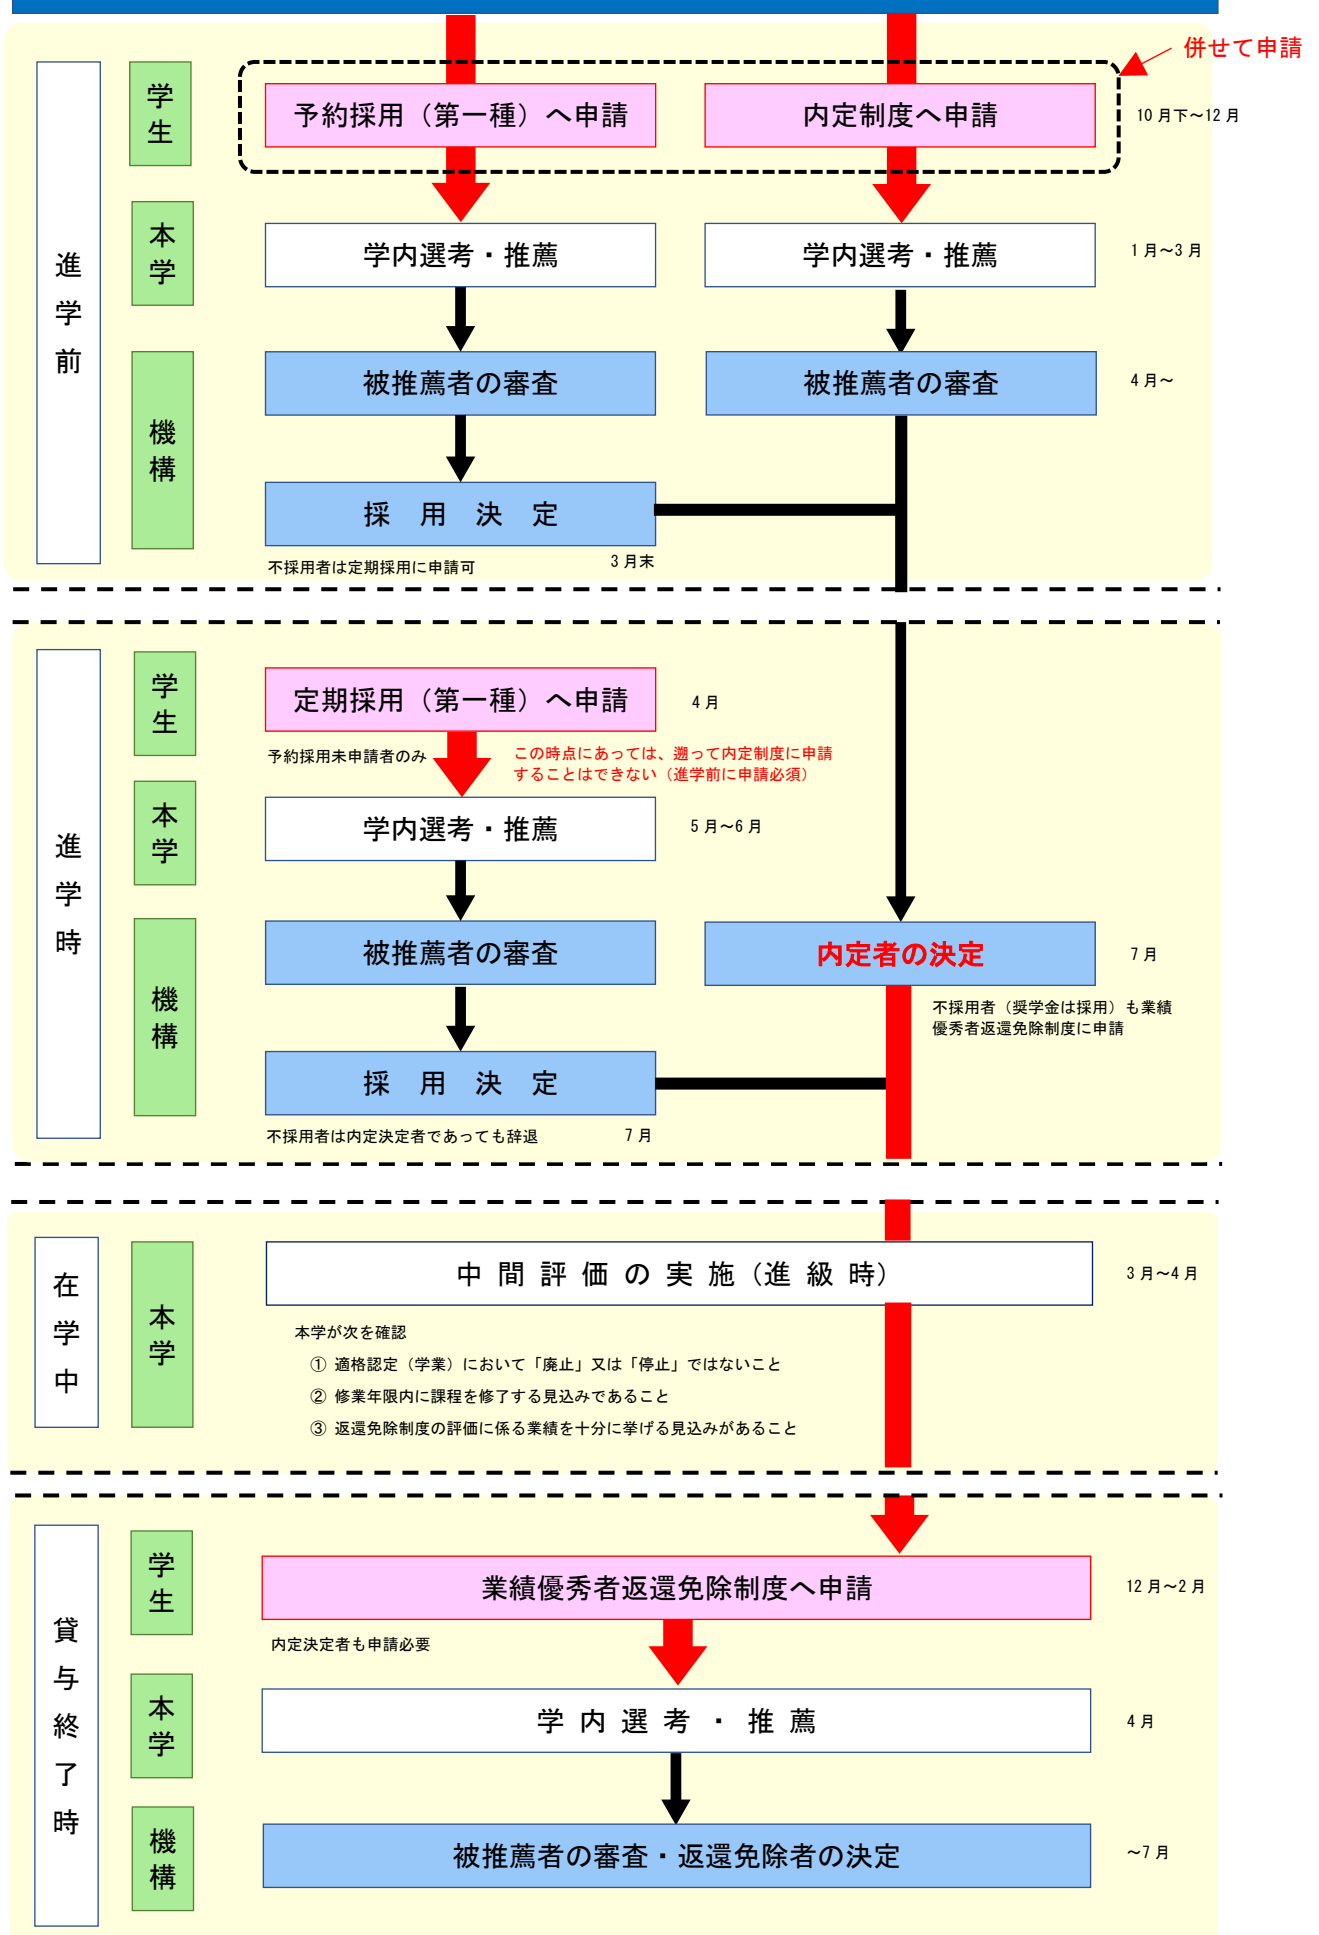 併せて申請
進学前
学生
予約採用（第一種）へ申請
内定制度へ申請
10月下～12月
本学
学内選考・推薦
学内選考・推薦
1月～3月
機構
被推薦者の審査
被推薦者の審査
4月～
採用決定
不採用者は定期採用に申請可
3月末
進学時
学生
定期採用（第一種）へ申請
4月
予約採用未申請者のみ
この時点にあっては、遡って内定制度に申請
することはできない（進学前に申請必須）
本学
学内選考・推薦
5月～6月
機構
被推薦者の審査
内定者の決定
7月
不採用者（奨学金は採用）も業績
優秀者返還免除制度に申請
採用決定
不採用者は内定決定者であっても辞退
7月
在学中
本学
中間評価の実施（進級時）
3月～4月
本学が次を確認
① 適格認定（学業）において「廃止」又は「停止」ではないこと
② 修業年限内に課程を修了する見込みであること
③ 返還免除制度の評価に係る業績を十分に挙げる見込みがあること
貸与終了時
学生
業績優秀者返還免除制度へ申請
12月～2月
内定決定者も申請必要
本学
学内選考・推薦
4月
機構
被推薦者の審査・返還免除者の決定
～7月